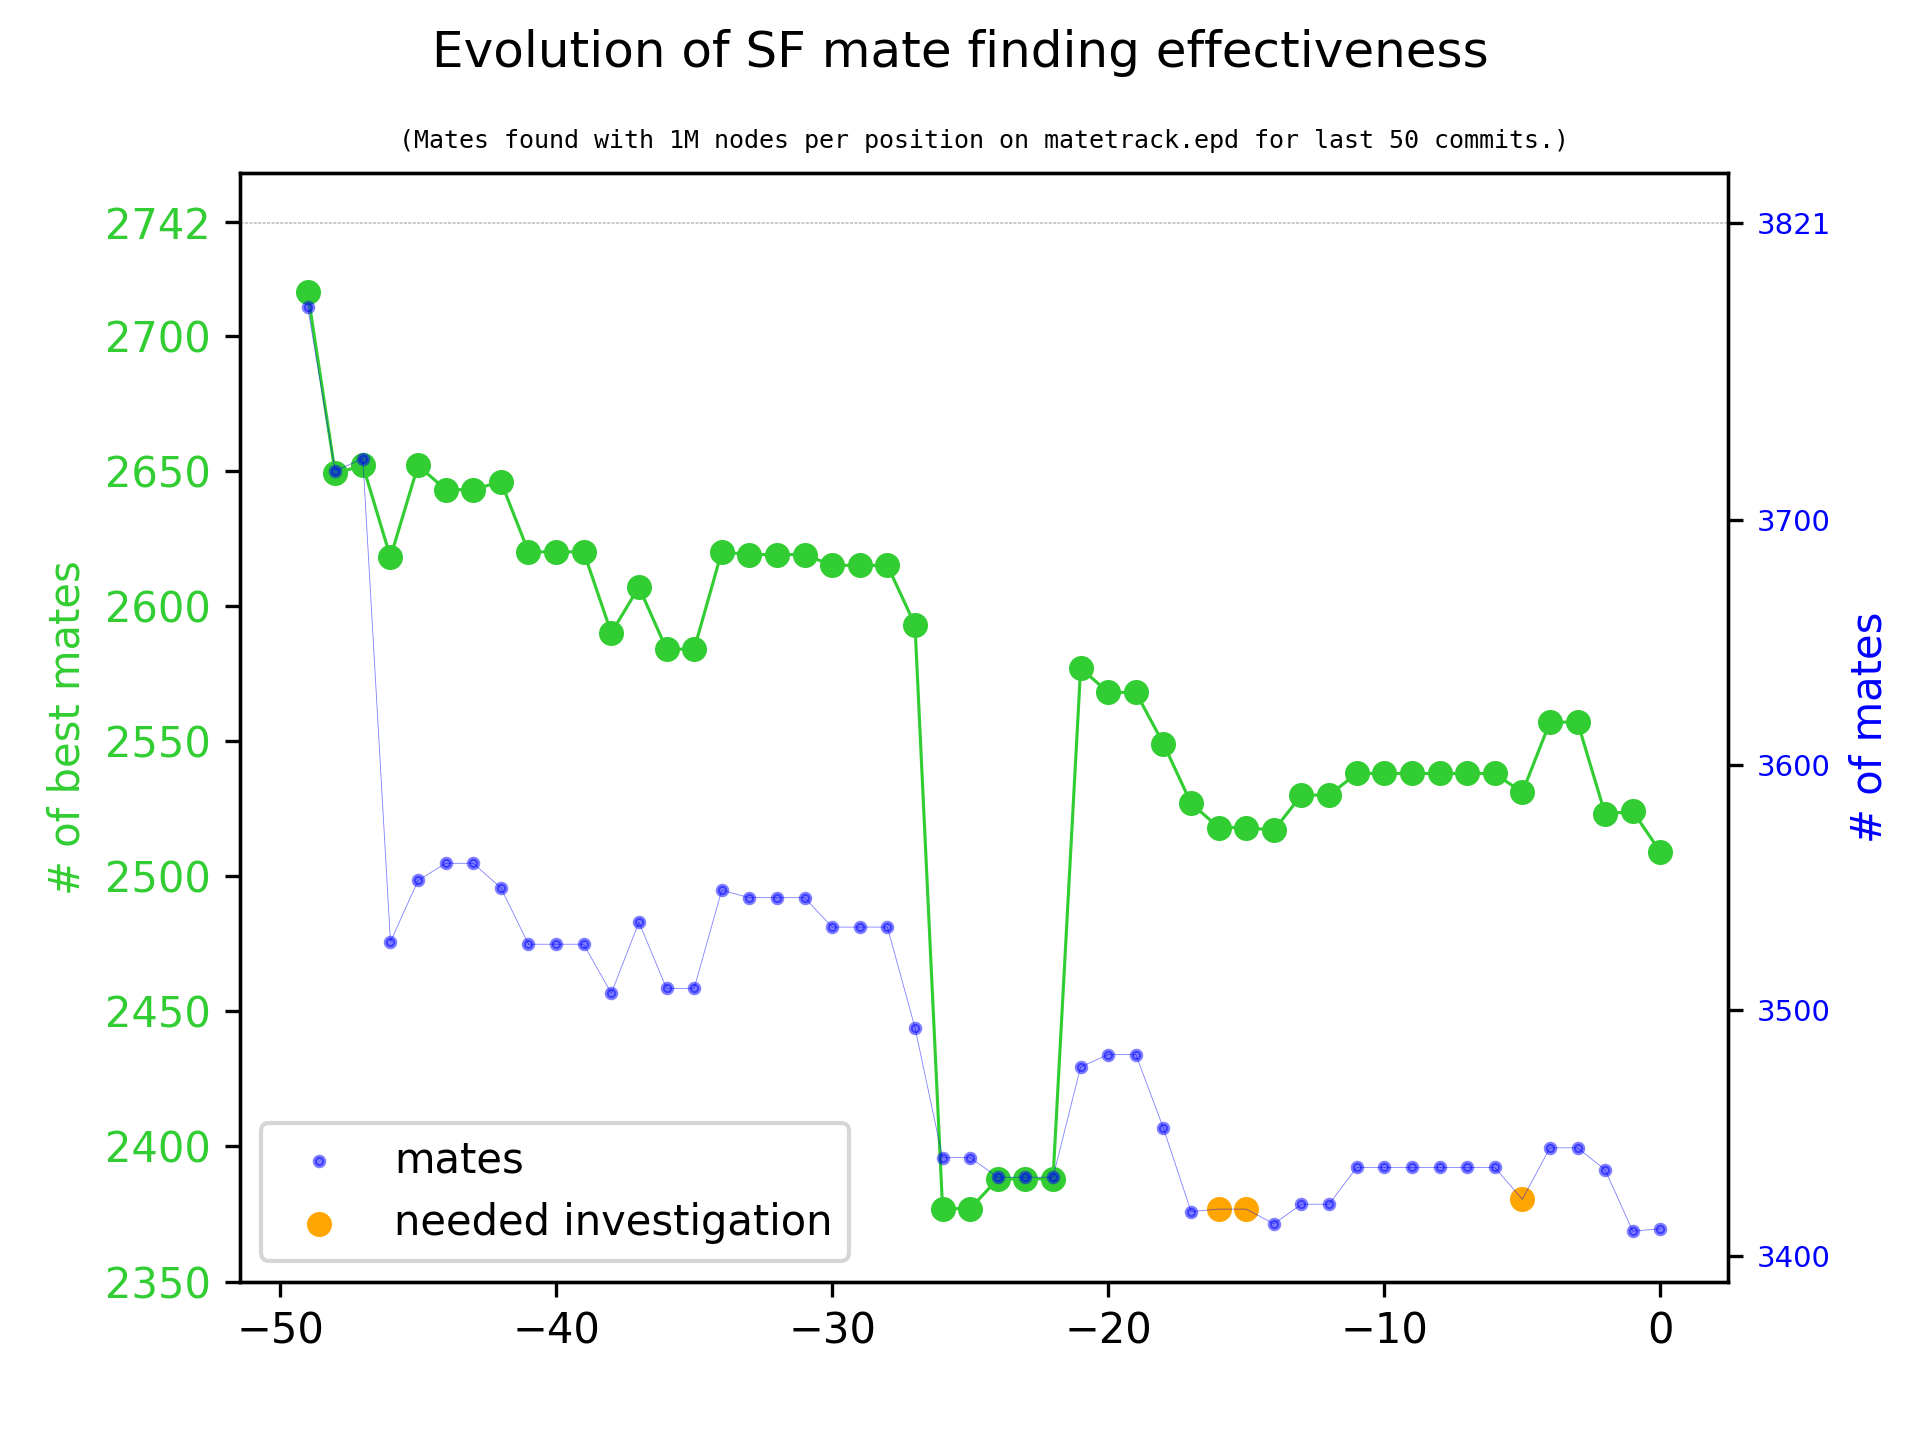 Evolution of SF mate finding effectiveness
(Mates found with 1M nodes per position on matetrack.epd for last 50 commits.)
# of best mates
2742
2700
2650
2600
2550
2500
2450
2400
2350
3821
3700
3600
3500
3400
# of mates
mates
needed investigation
−50 −40 −30 −20 −10 0